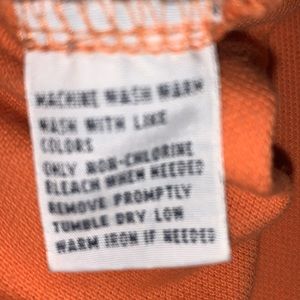 MACHINE WASH WARM
WASH WITH LIKE
COLORS
ONLY NON-CHLORINE
BLEACH WHEN NEEDED
REMOVE PROMPTLY
TUMBLE DRY LOW
WARM IRON IF NEEDED